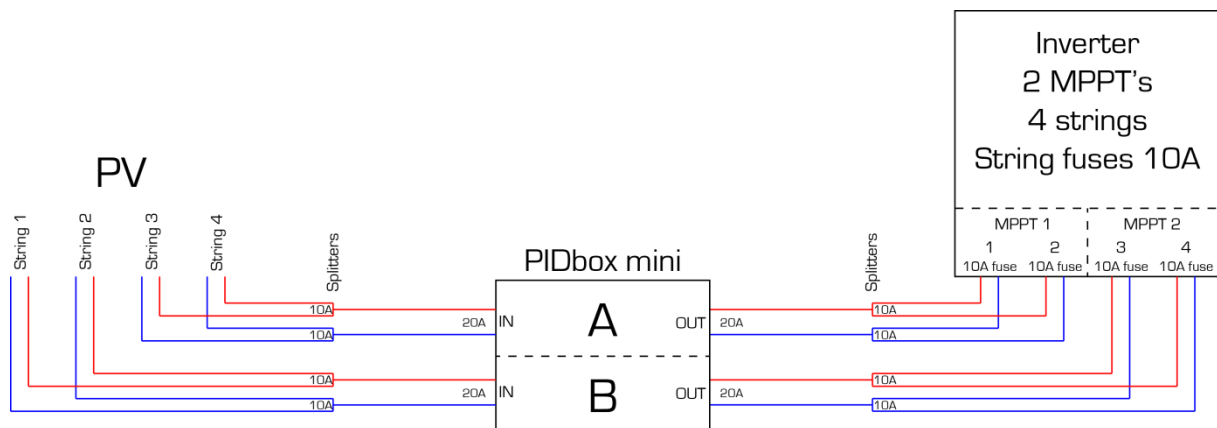 Inverter
2 MPPT's
4 strings
String fuses 10A
PV
String 1
String 2
String 3
String 4
Splitters
PIDbox mini
Splitters
MPPT 1
MPPT 2
1
2
3
4
10A fuse
10A fuse
10A fuse
10A fuse
10A
10A
20A
IN
A
OUT
20A
10A
10A
10A
10A
20A
IN
B
OUT
20A
10A
10A